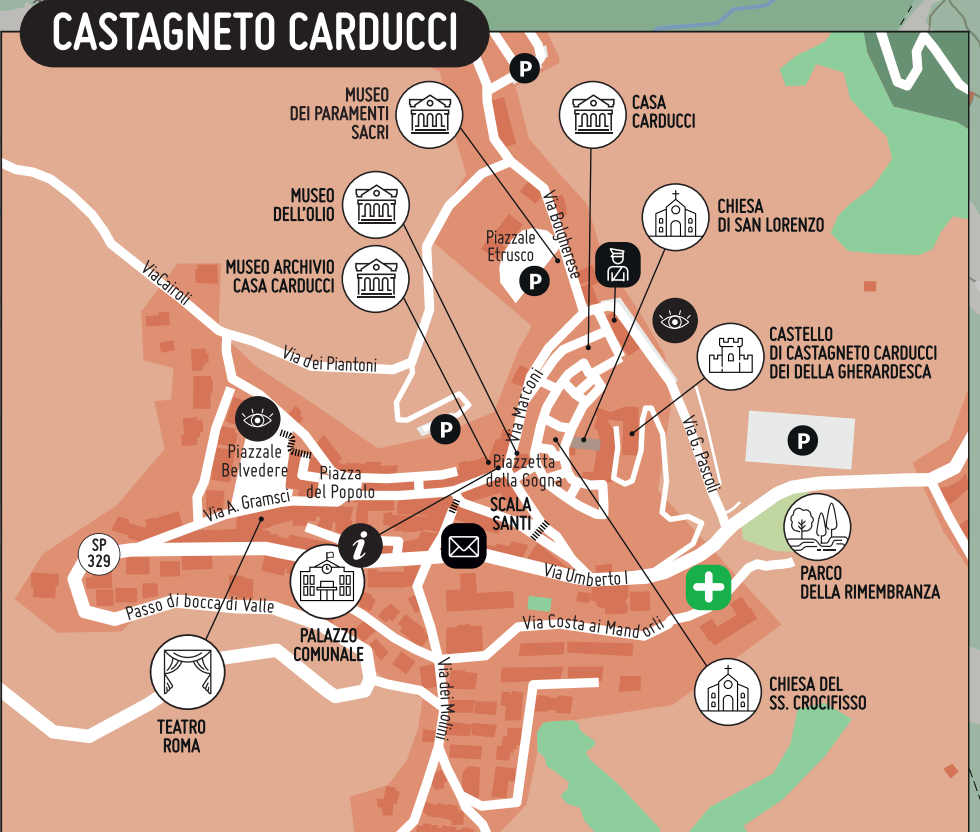 CASTAGNETO CARDUCCI
P
MUSEO
DEI PARAMENTI
SACRI
CASA
CARDUCCI
MUSEO
DELL'OLIO
CHIESA
DI SAN LORENZO
Via Bolgherese
Piazzale
Etrusco
P
MUSEO ARCHIVIO
CASA CARDUCCI
ViaCairoli
Via dei Piantoni
CASTELLO
DI CASTAGNETO CARDUCCI
DEI DELLA GHERARDESCA
Via Marconi
P
Via G. Pascoli
P
Piazzale
Belvedere
Piazza
del Popolo
Piazzetta
della Gogna
Via A. Gramsci
SCALA
SANTI
SP
329
i
Via Umberto I
PARCO
DELLA RIMEMBRANZA
Passo di bocca di Valle
Via Costa ai Mandorli
PALAZZO
COMUNALE
Via dei Molini
CHIESA DEL
SS. CROCIFISSO
TEATRO
ROMA